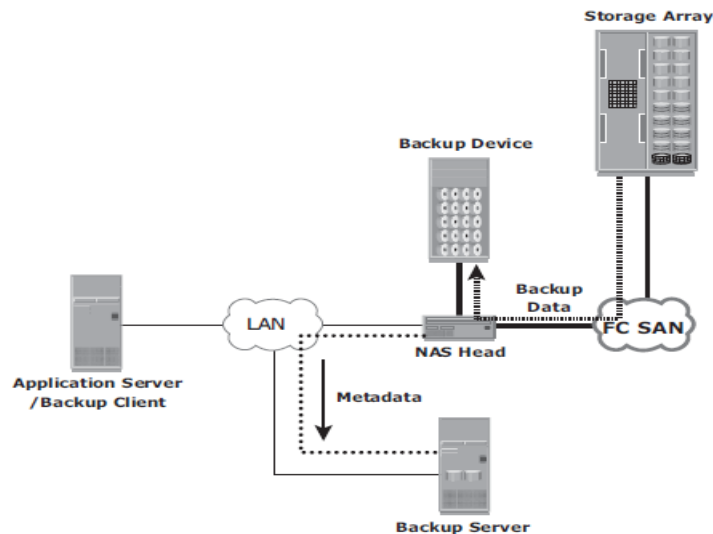 Storage Array
Backup Device
Backup
Data
LAN
FC SAN
NAS Head
Application Server
/Backup Client
Metadata
Backup Server